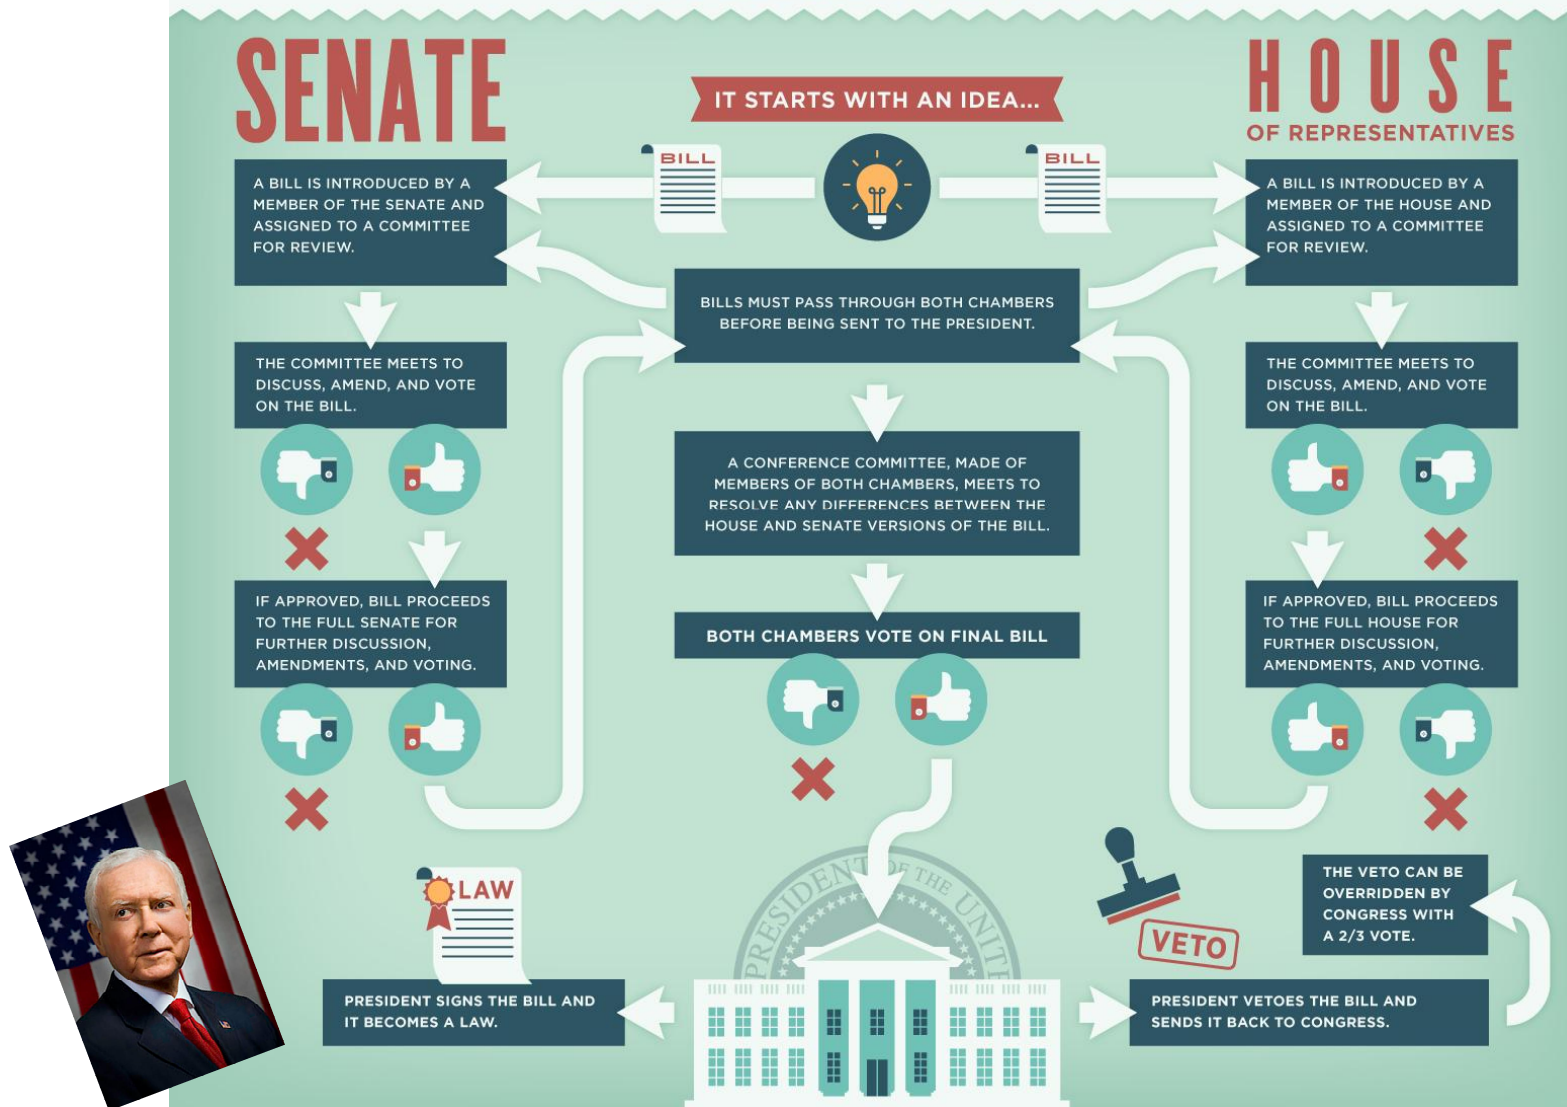 SENATE
A BILL IS INTRODUCED BY A
MEMBER OF THE SENATE AND
ASSIGNED TO A COMMITTEE
FOR REVIEW.
THE COMMITTEE MEETS TO
DISCUSS, AMEND, AND VOTE
ON THE BILL.
IF APPROVED, BILL PROCEEDS
TO THE FULL SENATE FOR
FURTHER DISCUSSION,
AMENDMENTS, AND VOTING.
IT STARTS WITH AN IDEA...
BILL
BILL
BILLS MUST PASS THROUGH BOTH CHAMBERS
BEFORE BEING SENT TO THE PRESIDENT.
A CONFERENCE COMMITTEE, MADE OF
MEMBERS OF BOTH CHAMBERS, MEETS TO
RESOLVE ANY DIFFERENCES BETWEEN THE
HOUSE AND SENATE VERSIONS OF THE BILL.
BOTH CHAMBERS VOTE ON FINAL BILL
HOUSE
OF REPRESENTATIVES
A BILL IS INTRODUCED BY A
MEMBER OF THE HOUSE AND
ASSIGNED TO A COMMITTEE
FOR REVIEW.
THE COMMITTEE MEETS TO
DISCUSS, AMEND, AND VOTE
ON THE BILL.
IF APPROVED, BILL PROCEEDS
TO THE FULL HOUSE FOR
FURTHER DISCUSSION,
AMENDMENTS, AND VOTING.
PRESIDENT OF THE
LAW
PRESIDENT SIGNS THE BILL AND
IT BECOMES A LAW.
VETO
PRESIDENT VETOES THE BILL AND
SENDS IT BACK TO CONGRESS.
THE VETO CAN BE
OVERRIDDEN BY
CONGRESS WITH
A 2/3 VOTE.